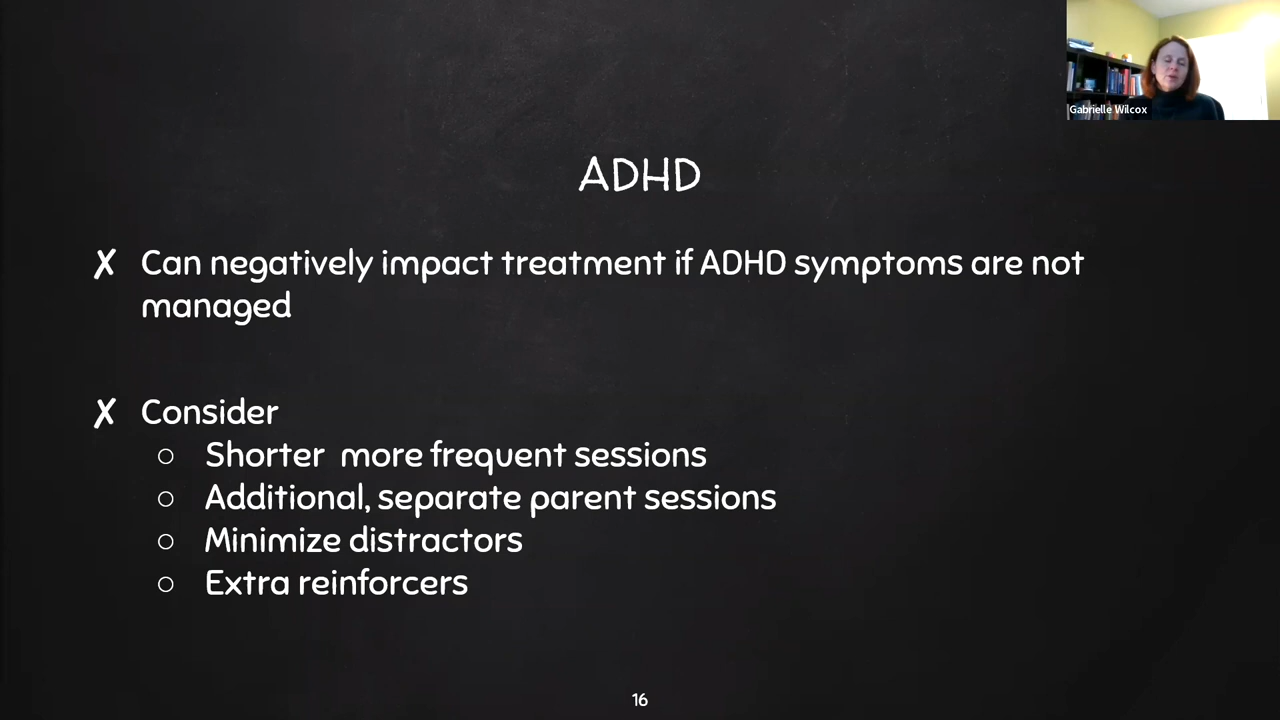 Gabrielle Wilcox
ADHD
✗ Can negatively impact treatment if ADHD symptoms are not
managed
✗ Consider
○ Shorter  more frequent sessions
○ Additional, separate parent sessions
○ Minimize distractors
○ Extra reinforcers
16